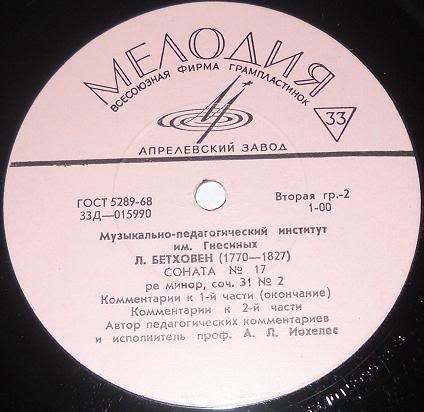 МЕЛОДИЯ
ВСЕСОЮЗНАЯ ФИРМА ГРАМПЛАСТИНОК
33
АПРЕЛЕВСКИЙ ЗАВОД
ГОСТ 5289-68 Вторая гр.-2
33Д—015990 1-00
Музыкально-педагогический институт
им. Гнесиных
Л. БЕТХОВЕН (1770—1827)
СОНАТА № 17
ре минор, соч. 31 № 2
Комментарии к 1-й части (окончание)
Комментарии к 2-й части
Автор педагогических комментариев
и исполнитель проф. А. Л. Иохелес